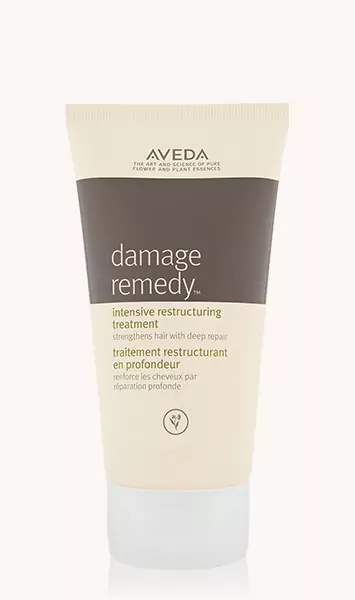 AVEDA
THE ART AND SCIENCE OF PURE
FLOWER AND PLANT ESSENCES
damage
remedy™
intensive restructuring
treatment
strengthens hair with deep repair
traitement restructurant
en profondeur
renforce les cheveux par
réparation profonde